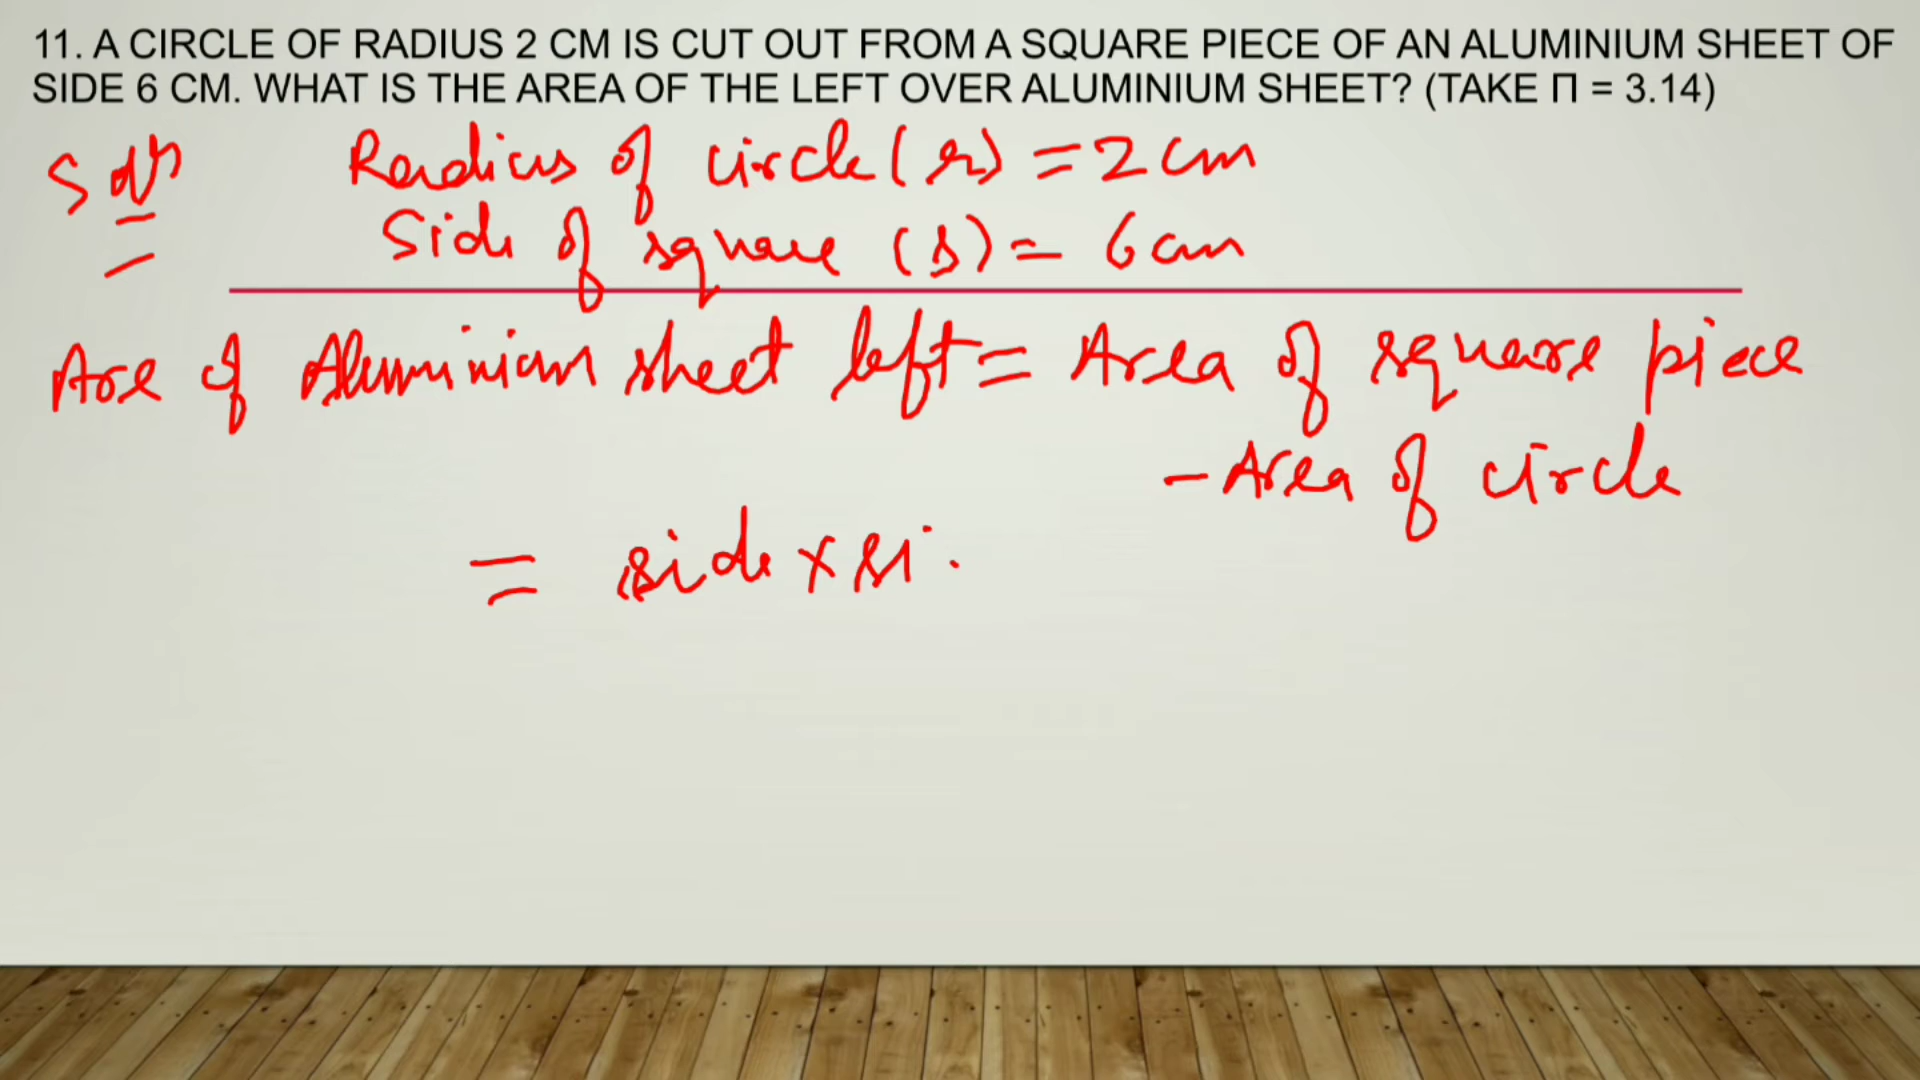 11. A CIRCLE OF RADIUS 2 CM IS CUT OUT FROM A SQUARE PIECE OF AN ALUMINIUM SHEET OF
SIDE 6 CM. WHAT IS THE AREA OF THE LEFT OVER ALUMINIUM SHEET? (TAKE Π = 3.14)
Soln Radius of circle (r) = 2 cm
Side of square (s) = 6 cm
Are of Aluminium sheet left = Area of square piece
- Area of circle
= side × si